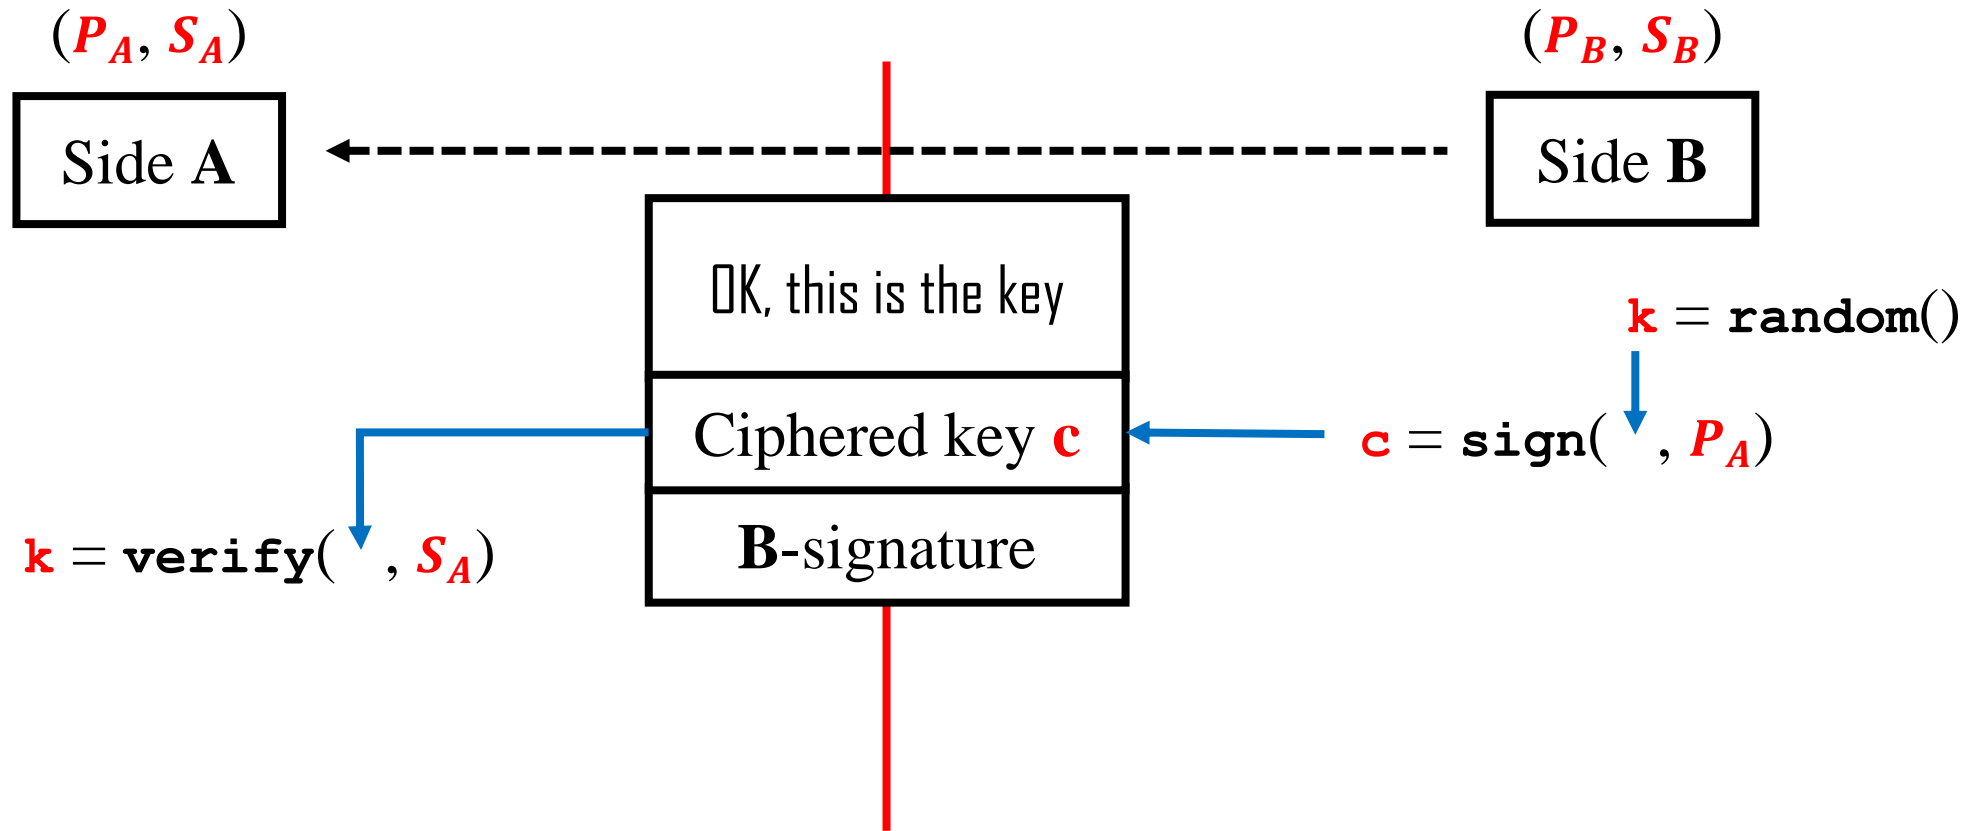 (P_A, S_A)
(P_B, S_B)
Side A
Side B
OK, this is the key
k = random()
Ciphered key c
c = sign( , P_A)
B-signature
k = verify( , S_A)